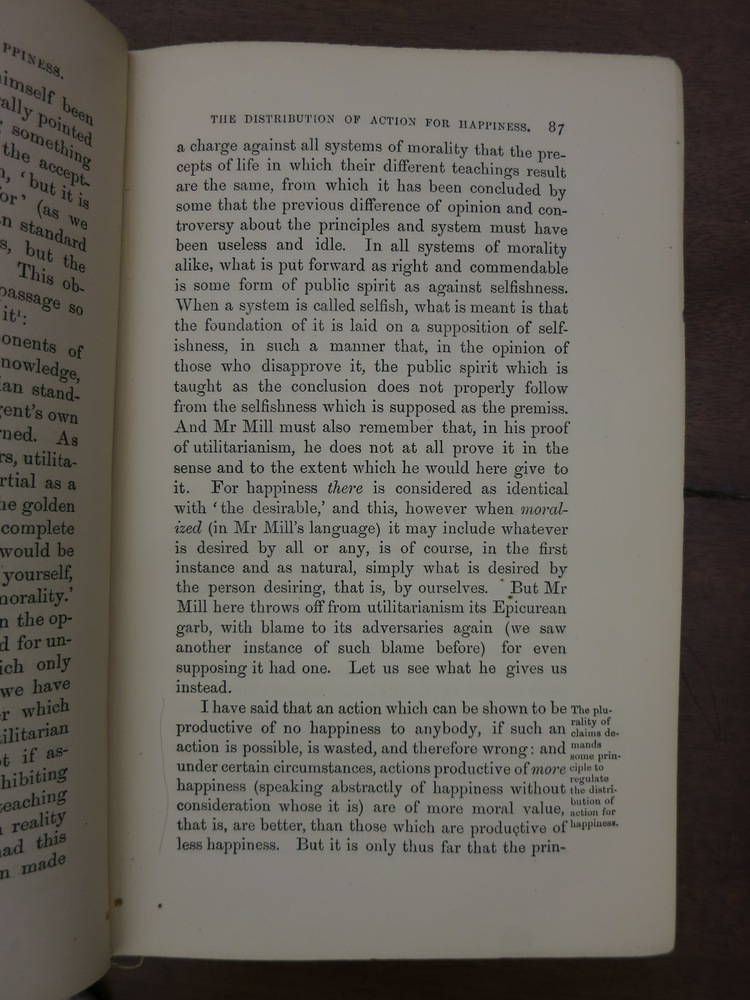 PPINESS.
imself been
ally pointed
something
the accept-
, 'but it is
or' (as we
n standard
s, but the
This ob-
passage so
it¹:
onents of
nowledge,
ian stand-
gent's own
rned. As
rs, utilita-
rtial as a
he golden
complete
would be
yourself,
morality.'
n the op-
d for un-
ich only
we have
r which
ilitarian
ot if as-
hibiting
teaching
reality
ad this
n made
THE DISTRIBUTION OF ACTION FOR HAPPINESS. 87
a charge against all systems of morality that the pre-
cepts of life in which their different teachings result
are the same, from which it has been concluded by
some that the previous difference of opinion and con-
troversy about the principles and system must have
been useless and idle. In all systems of morality
alike, what is put forward as right and commendable
is some form of public spirit as against selfishness.
When a system is called selfish, what is meant is that
the foundation of it is laid on a supposition of self-
ishness, in such a manner that, in the opinion of
those who disapprove it, the public spirit which is
taught as the conclusion does not properly follow
from the selfishness which is supposed as the premiss.
And Mr Mill must also remember that, in his proof
of utilitarianism, he does not at all prove it in the
sense and to the extent which he would here give to
it. For happiness there is considered as identical
with 'the desirable,' and this, however when moral-
ized (in Mr Mill's language) it may include whatever
is desired by all or any, is of course, in the first
instance and as natural, simply what is desired by
the person desiring, that is, by ourselves. But Mr
Mill here throws off from utilitarianism its Epicurean
garb, with blame to its adversaries again (we saw
another instance of such blame before) for even
supposing it had one. Let us see what he gives us
instead.
I have said that an action which can be shown to be
productive of no happiness to anybody, if such an
action is possible, is wasted, and therefore wrong: and
under certain circumstances, actions productive of more
happiness (speaking abstractly of happiness without
consideration whose it is) are of more moral value,
that is, are better, than those which are productive of
less happiness. But it is only thus far that the prin-
The plu-
rality of
claims de-
mands
some prin-
ciple to
regulate
the distri-
bution of
action for
happiness.